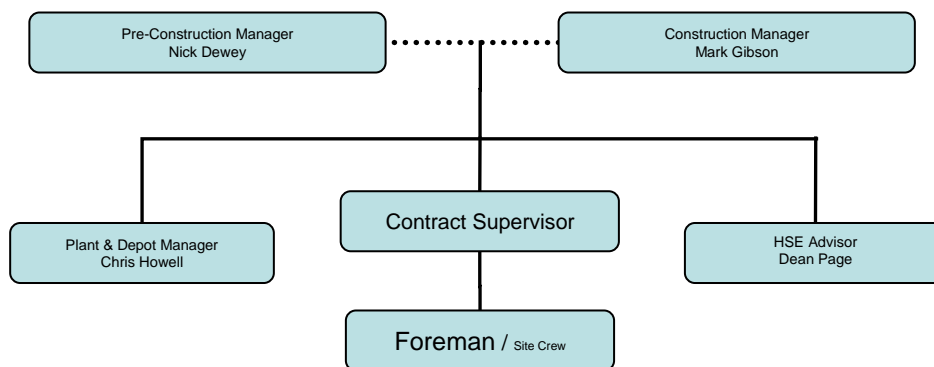 Pre-Construction Manager
Nick Dewey
Construction Manager
Mark Gibson
Plant & Depot Manager
Chris Howell
Contract Supervisor
HSE Advisor
Dean Page
Foreman / Site Crew